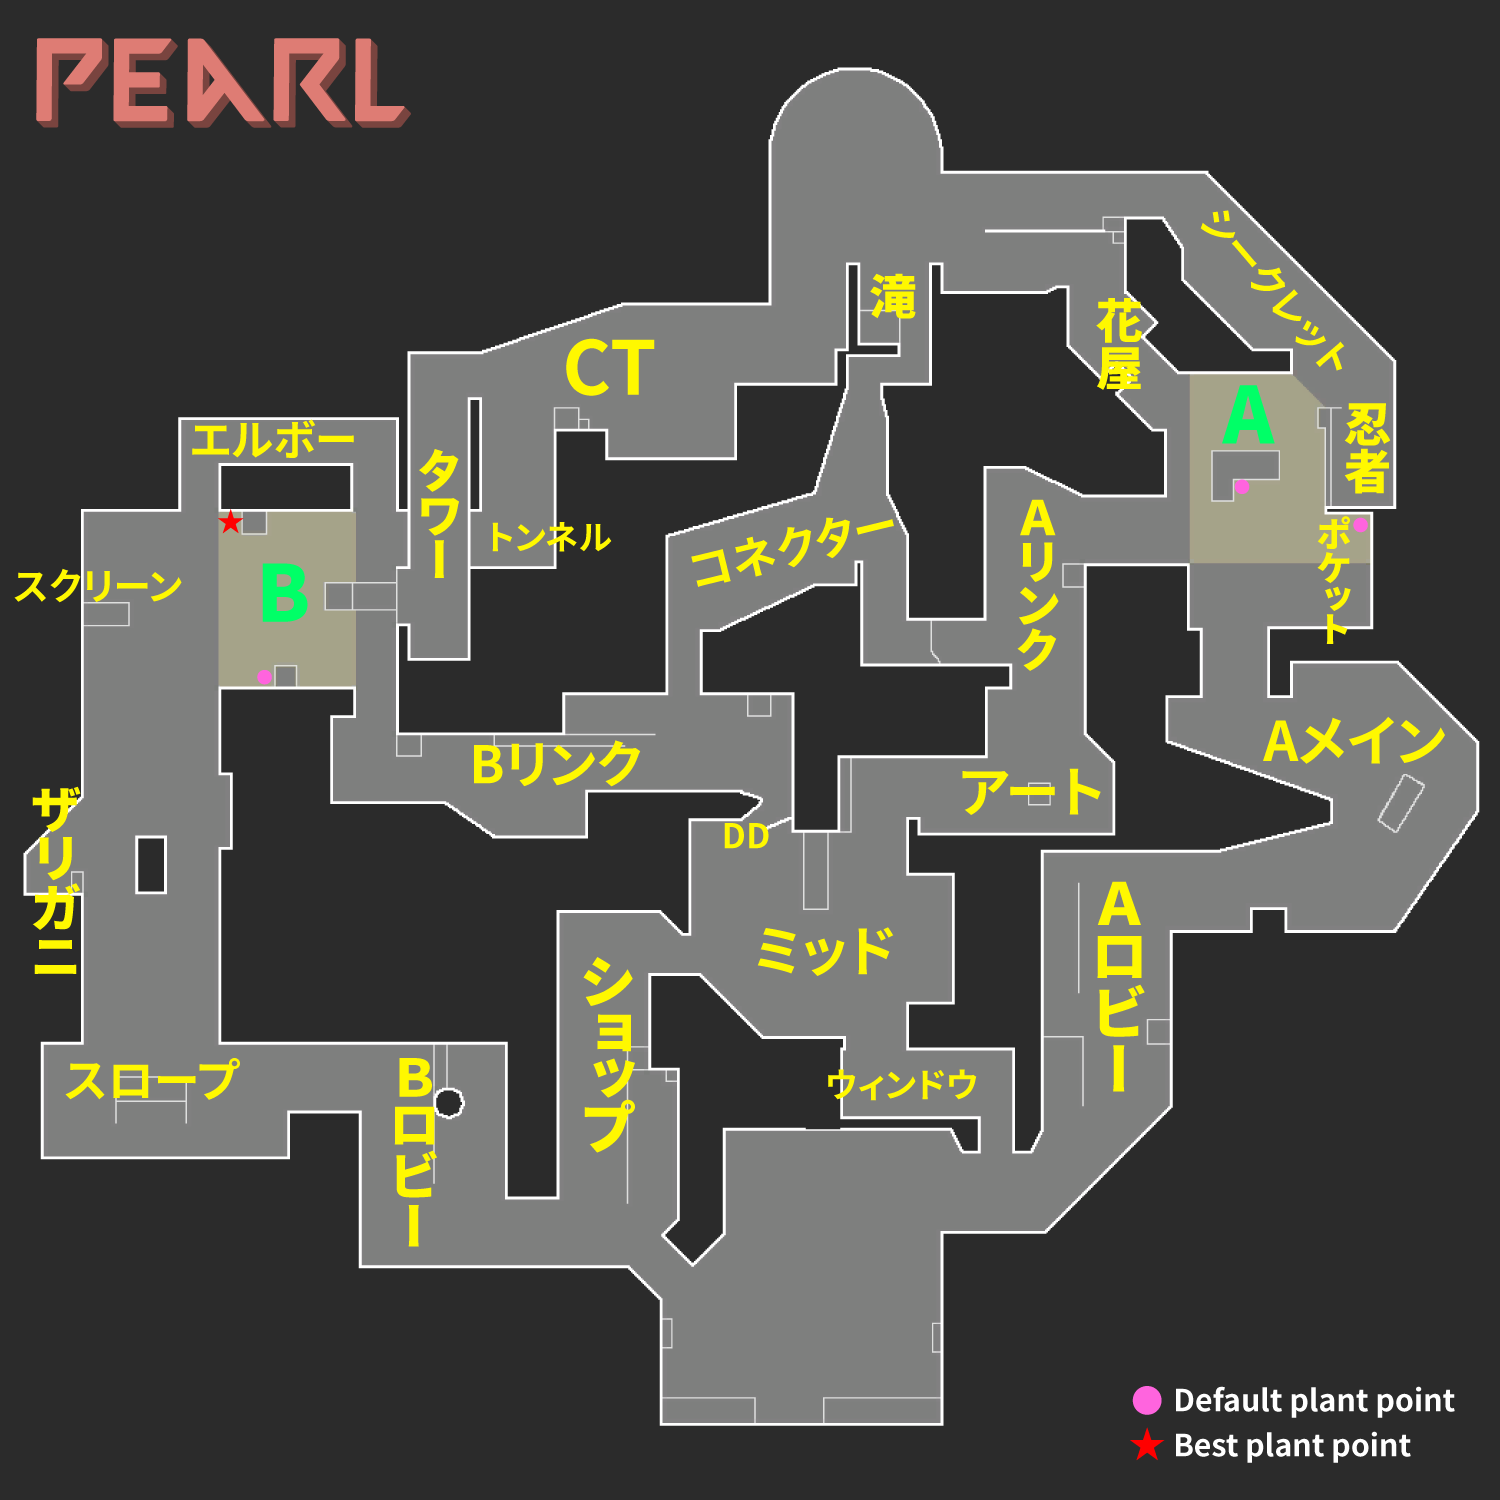 PEARL
シークレット
滝
花屋
CT
A
忍者
エルボー
タワー
トンネル
コネクター
Aリンク
ポケット
スクリーン
B
Aメイン
Bリンク
アート
DD
ザリガニ
ミッド
Aロビー
ショップ
スロープ
Bロビー
ウィンドウ
Default plant point
Best plant point